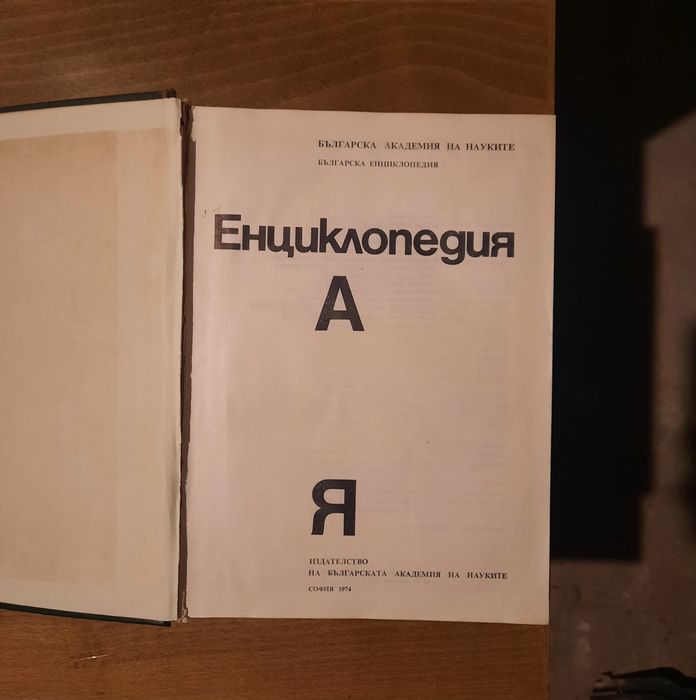 БЪЛГАРСКА АКАДЕМИЯ НА НАУКИТЕ
БЪЛГАРСКА ЕНЦИКЛОПЕДИЯ
Енциклопедия
А
Я
ИЗДАТЕЛСТВО
НА БЪЛГАРСКАТА АКАДЕМИЯ НА НАУКИТЕ
СОФИЯ 1974